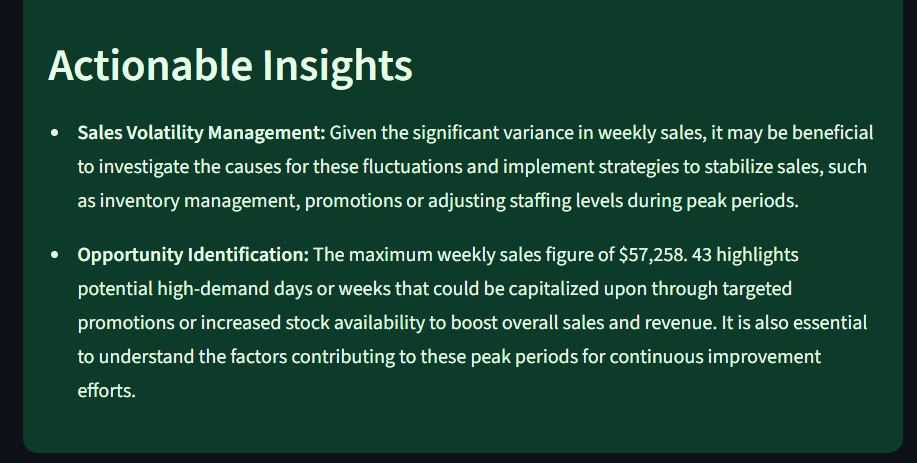 Actionable Insights
• Sales Volatility Management: Given the significant variance in weekly sales, it may be beneficial
to investigate the causes for these fluctuations and implement strategies to stabilize sales, such
as inventory management, promotions or adjusting staffing levels during peak periods.
• Opportunity Identification: The maximum weekly sales figure of $57,258. 43 highlights
potential high-demand days or weeks that could be capitalized upon through targeted
promotions or increased stock availability to boost overall sales and revenue. It is also essential
to understand the factors contributing to these peak periods for continuous improvement
efforts.